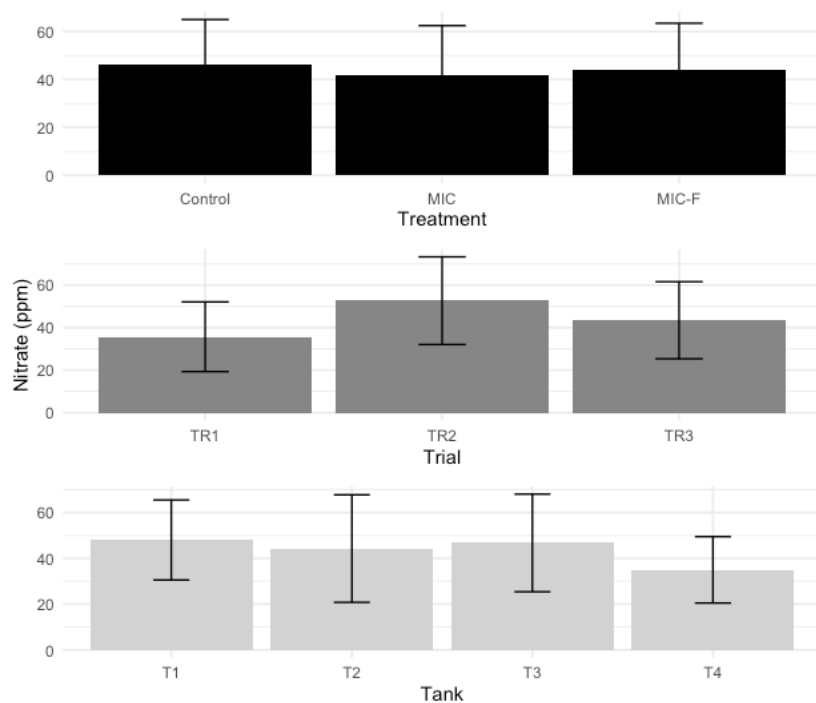 60
40
20
0
Control MIC MIC-F
Treatment
Nitrate (ppm)
60
40
20
0
TR1 TR2 TR3
Trial
60
40
20
0
T1 T2 T3 T4
Tank